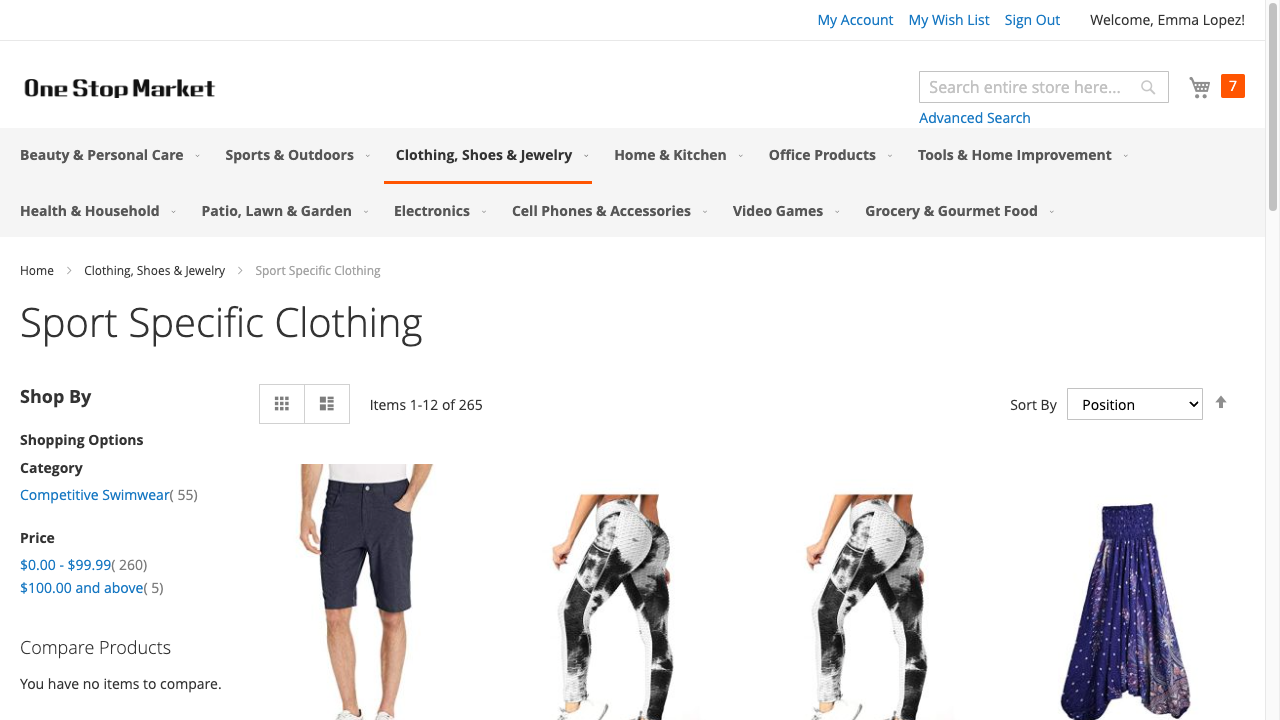 My Account My Wish List Sign Out Welcome, Emma Lopez!
One Stop Market
Search entire store here...
7
Advanced Search
Beauty & Personal Care Sports & Outdoors Clothing, Shoes & Jewelry Home & Kitchen Office Products Tools & Home Improvement
Health & Household Patio, Lawn & Garden Electronics Cell Phones & Accessories Video Games Grocery & Gourmet Food
Home Clothing, Shoes & Jewelry Sport Specific Clothing
Sport Specific Clothing
Shop By
Items 1-12 of 265
Sort By Position
Shopping Options
Category
Competitive Swimwear( 55)
Price
$0.00 - $99.99( 260)
$100.00 and above( 5)
Compare Products
You have no items to compare.